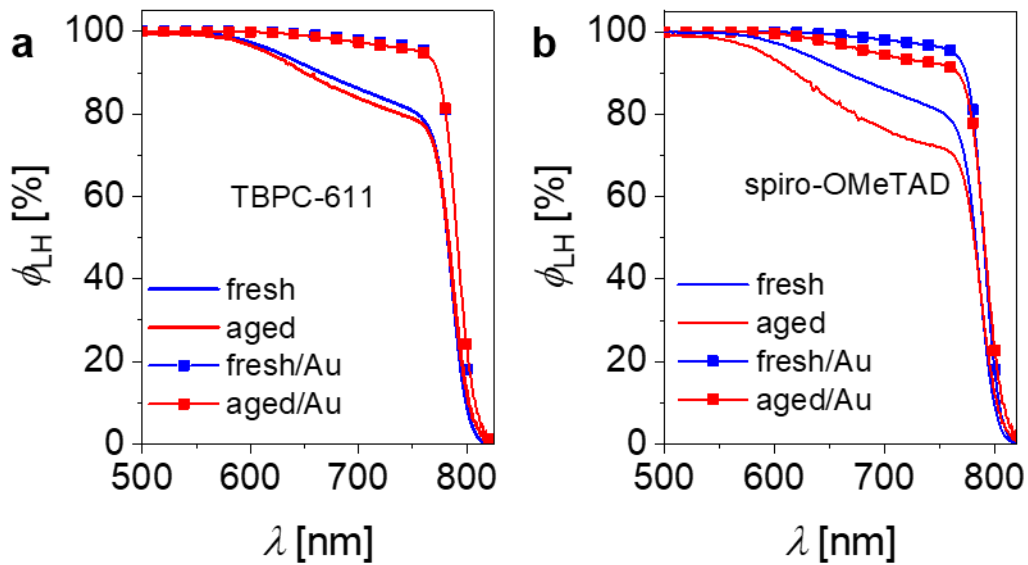 a
100
80
60
40
20
0
ϕLH [%]
TBPC-611
fresh
aged
fresh/Au
aged/Au
500 600 700 800
λ [nm]
b
100
80
60
40
20
0
ϕLH [%]
spiro-OMeTAD
fresh
aged
fresh/Au
aged/Au
500 600 700 800
λ [nm]